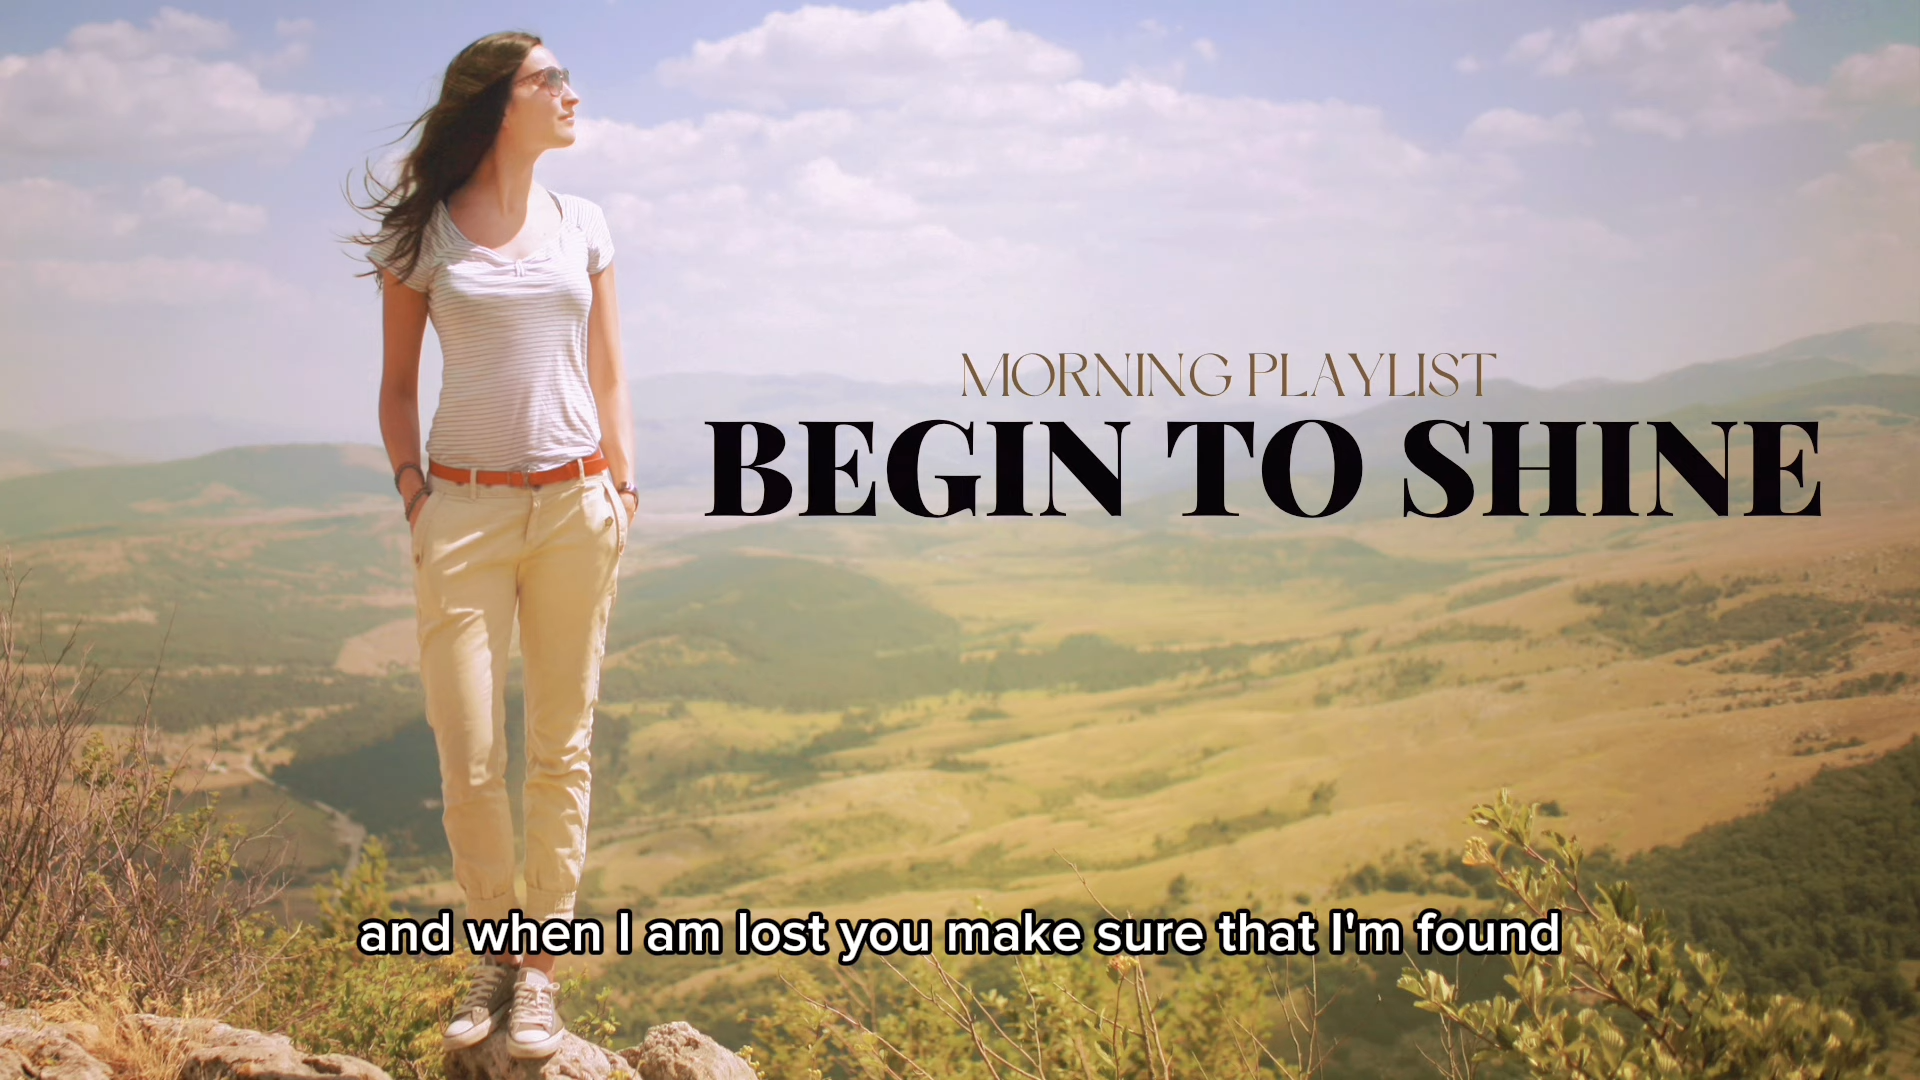 MORNING PLAYLIST
BEGIN TO SHINE
and when I am lost you make sure that I'm found